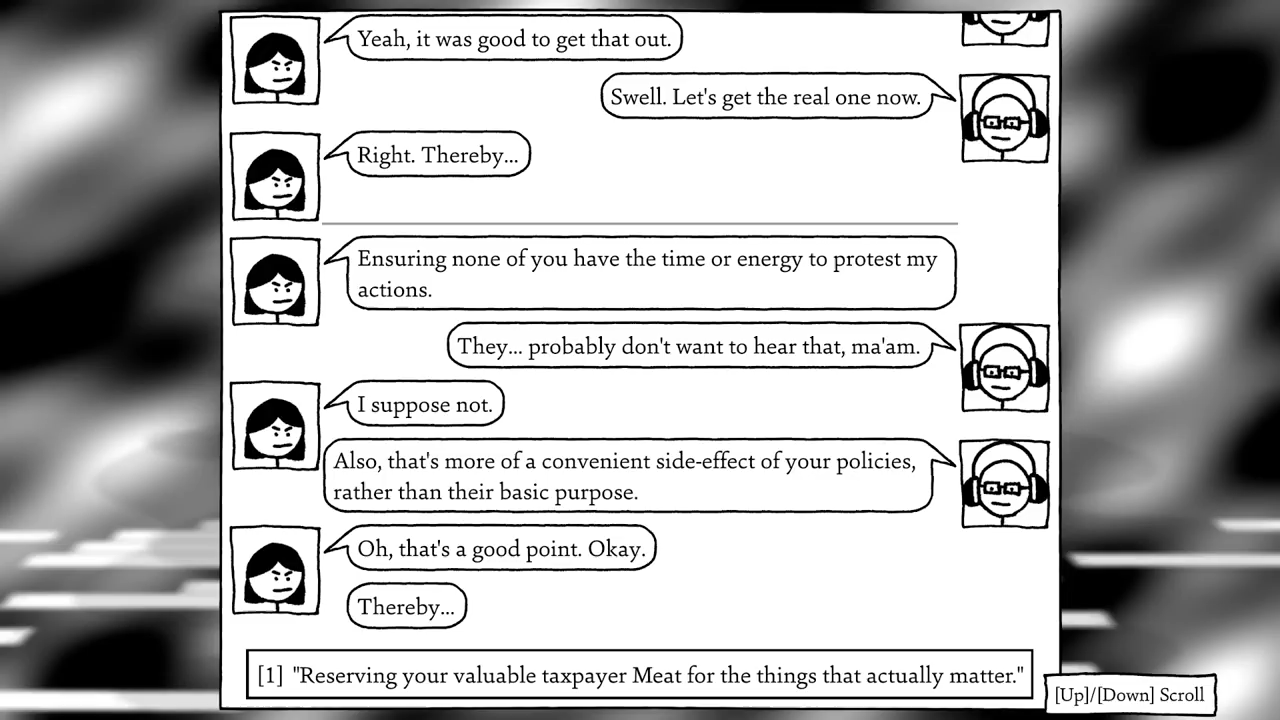 Yeah, it was good to get that out.
Swell. Let's get the real one now.
Right. Thereby...
Ensuring none of you have the time or energy to protest my
actions.
They... probably don't want to hear that, ma'am.
I suppose not.
Also, that's more of a convenient side-effect of your policies,
rather than their basic purpose.
Oh, that's a good point. Okay.
Thereby...
[1] "Reserving your valuable taxpayer Meat for the things that actually matter."
[Up]/[Down] Scroll